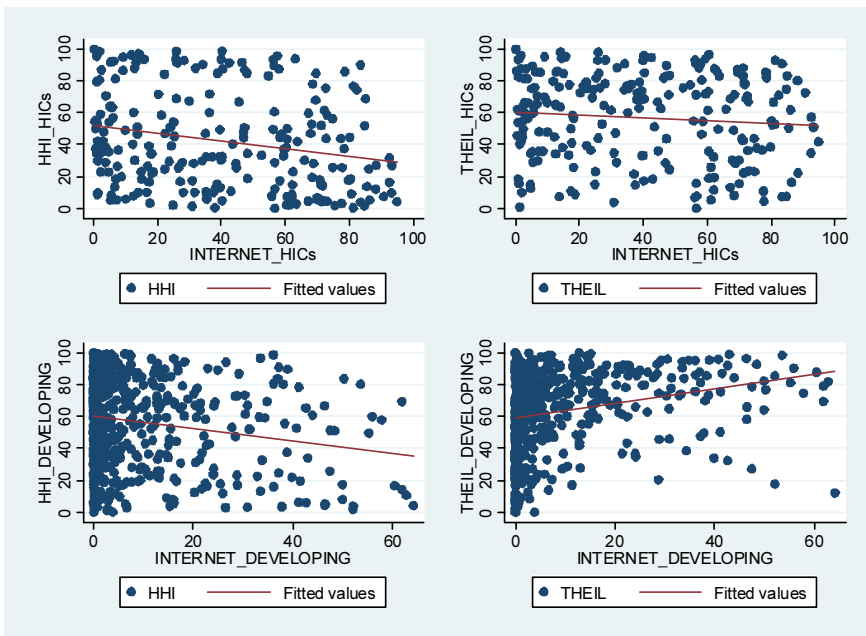 HHI_HICs
0 20 40 60 80 100
0 20 40 60 80 100
INTERNET_HICs
HHI Fitted values
THEIL_HICs
0 20 40 60 80 100
0 20 40 60 80 100
INTERNET_HICs
THEIL Fitted values
HHI_DEVELOPING
0 20 40 60 80 100
0 20 40 60
INTERNET_DEVELOPING
HHI Fitted values
THEIL_DEVELOPING
0 20 40 60 80 100
0 20 40 60
INTERNET_DEVELOPING
THEIL Fitted values